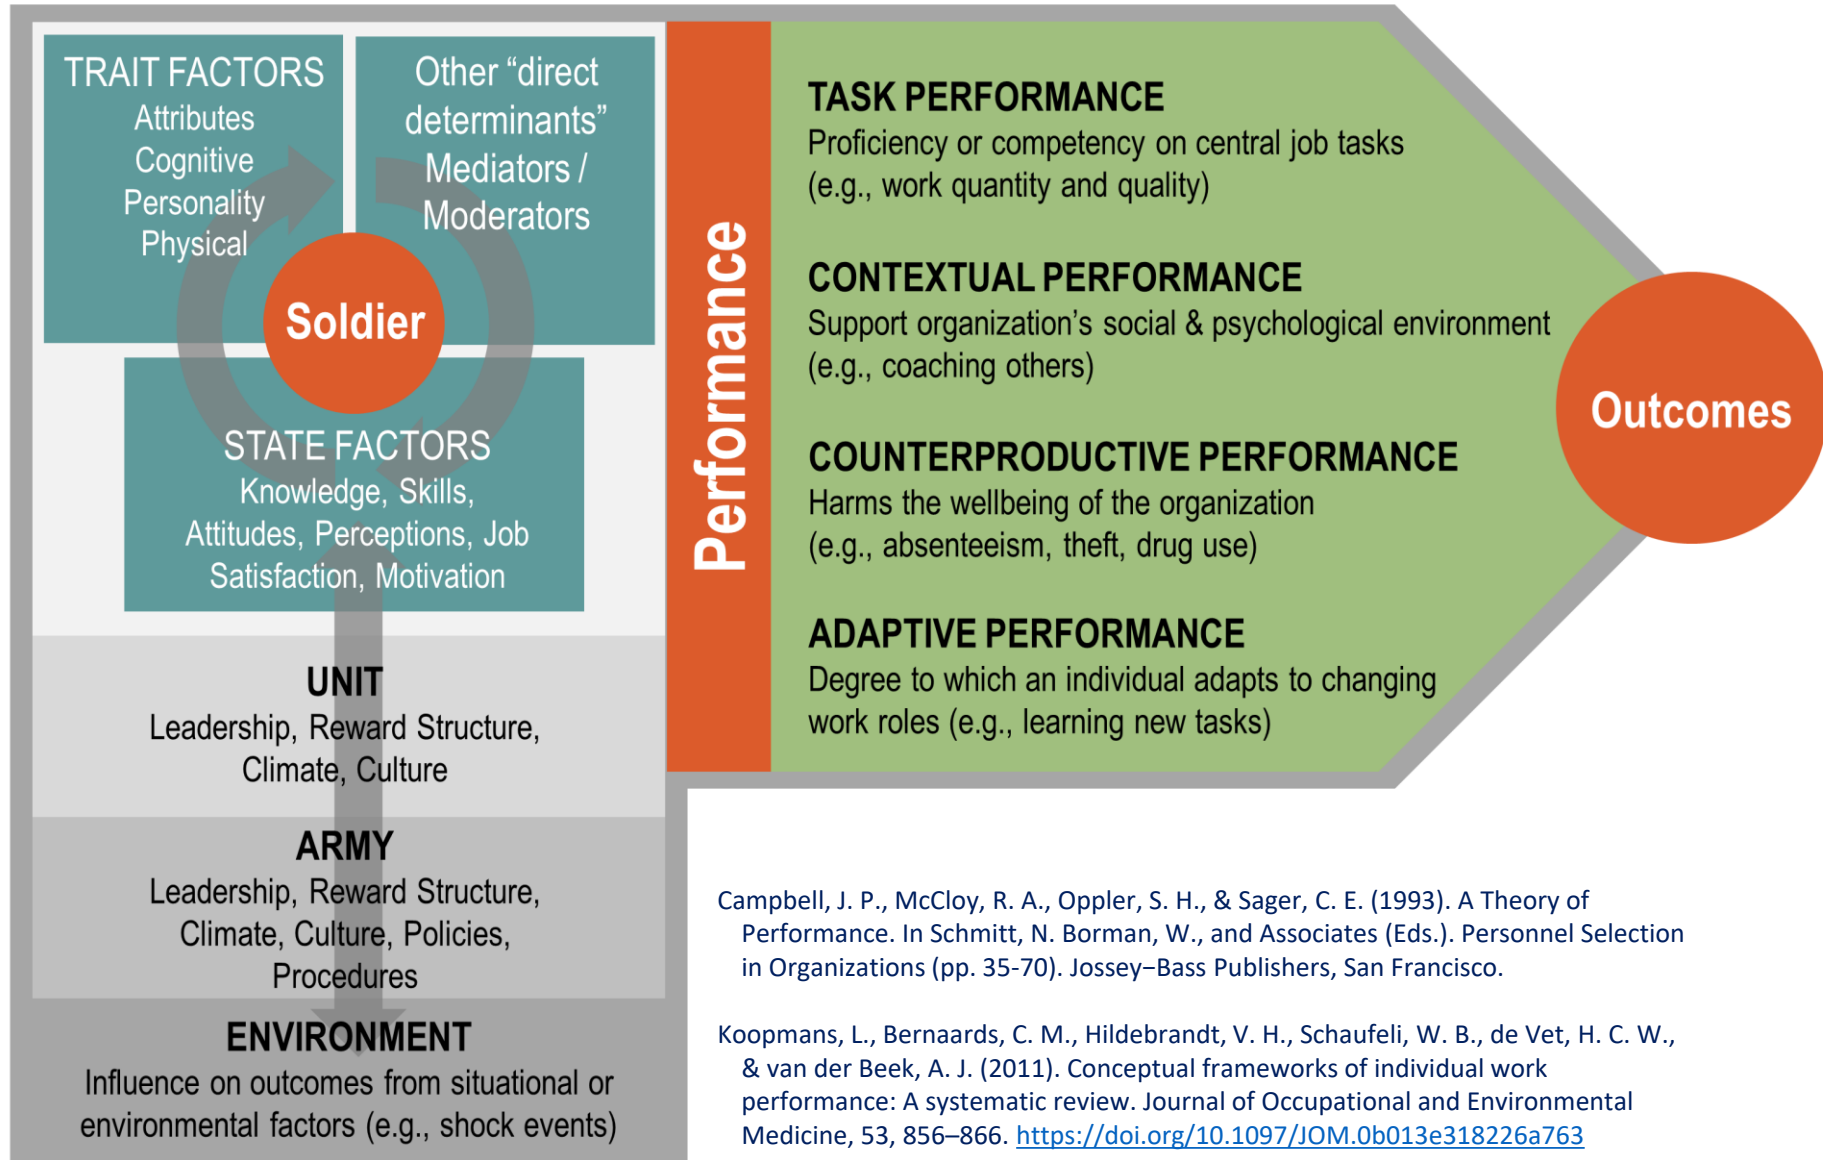 TRAIT FACTORS
Attributes
Cognitive
Personality
Physical
Other “direct
determinants”
Mediators /
Moderators
Soldier
STATE FACTORS
Knowledge, Skills,
Attitudes, Perceptions, Job
Satisfaction, Motivation
UNIT
Leadership, Reward Structure,
Climate, Culture
ARMY
Leadership, Reward Structure,
Climate, Culture, Policies,
Procedures
ENVIRONMENT
Influence on outcomes from situational or
environmental factors (e.g., shock events)
Performance
TASK PERFORMANCE
Proficiency or competency on central job tasks
(e.g., work quantity and quality)
CONTEXTUAL PERFORMANCE
Support organization’s social & psychological environment
(e.g., coaching others)
COUNTERPRODUCTIVE PERFORMANCE
Harms the wellbeing of the organization
(e.g., absenteeism, theft, drug use)
ADAPTIVE PERFORMANCE
Degree to which an individual adapts to changing
work roles (e.g., learning new tasks)
Outcomes
Campbell, J. P., McCloy, R. A., Oppler, S. H., & Sager, C. E. (1993). A Theory of
Performance. In Schmitt, N. Borman, W., and Associates (Eds.). Personnel Selection
in Organizations (pp. 35-70). Jossey–Bass Publishers, San Francisco.
Koopmans, L., Bernaards, C. M., Hildebrandt, V. H., Schaufeli, W. B., de Vet, H. C. W.,
& van der Beek, A. J. (2011). Conceptual frameworks of individual work
performance: A systematic review. Journal of Occupational and Environmental
Medicine, 53, 856–866. https://doi.org/10.1097/JOM.0b013e318226a763